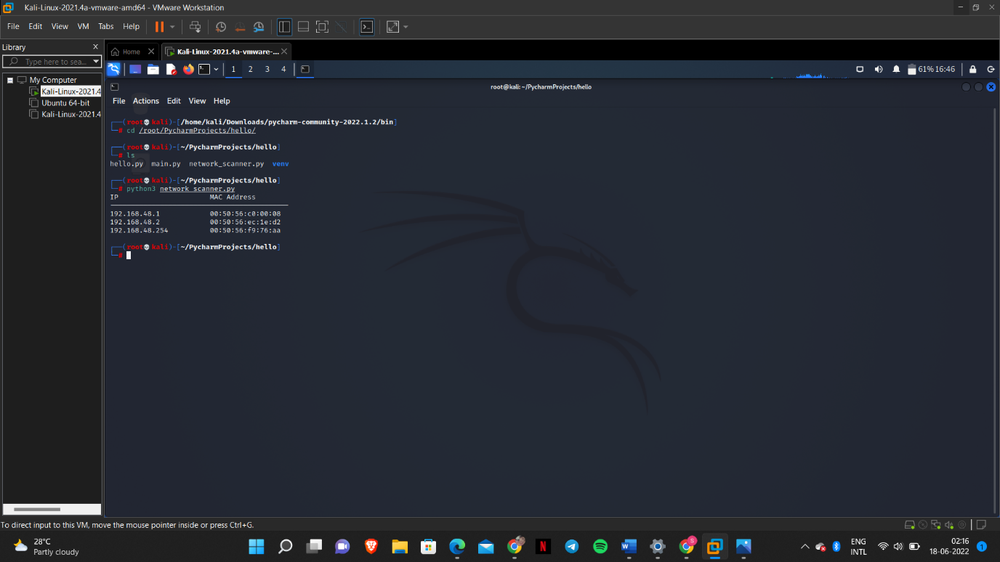 Kali-Linux-2021.4a-vmware-amd64 - VMware Workstation
File Edit View VM Tabs Help
Library
Type here to sea...
My Computer
Kali-Linux-2021.4
Ubuntu 64-bit
Kali-Linux-2021.4
Home Kali-Linux-2021.4a-vmware-...
1 2 3 4 61% 16:46
root@kali: ~/PycharmProjects/hello
File Actions Edit View Help
┌──(root💀kali)-[/home/kali/Downloads/pycharm-community-2022.1.2/bin]
└─# cd /root/PycharmProjects/hello/
┌──(root💀kali)-[~/PycharmProjects/hello]
└─# ls
hello.py main.py network_scanner.py venv
┌──(root💀kali)-[~/PycharmProjects/hello]
└─# python3 network_scanner.py
IP MAC Address
192.168.48.1 00:50:56:c0:00:08
192.168.48.2 00:50:56:ec:1e:d2
192.168.48.254 00:50:56:f9:76:aa
┌──(root💀kali)-[~/PycharmProjects/hello]
└─#
To direct input to this VM, move the mouse pointer inside or press Ctrl+G.
28°C
Partly cloudy
ENG
INTL
02:16
18-06-2022
1